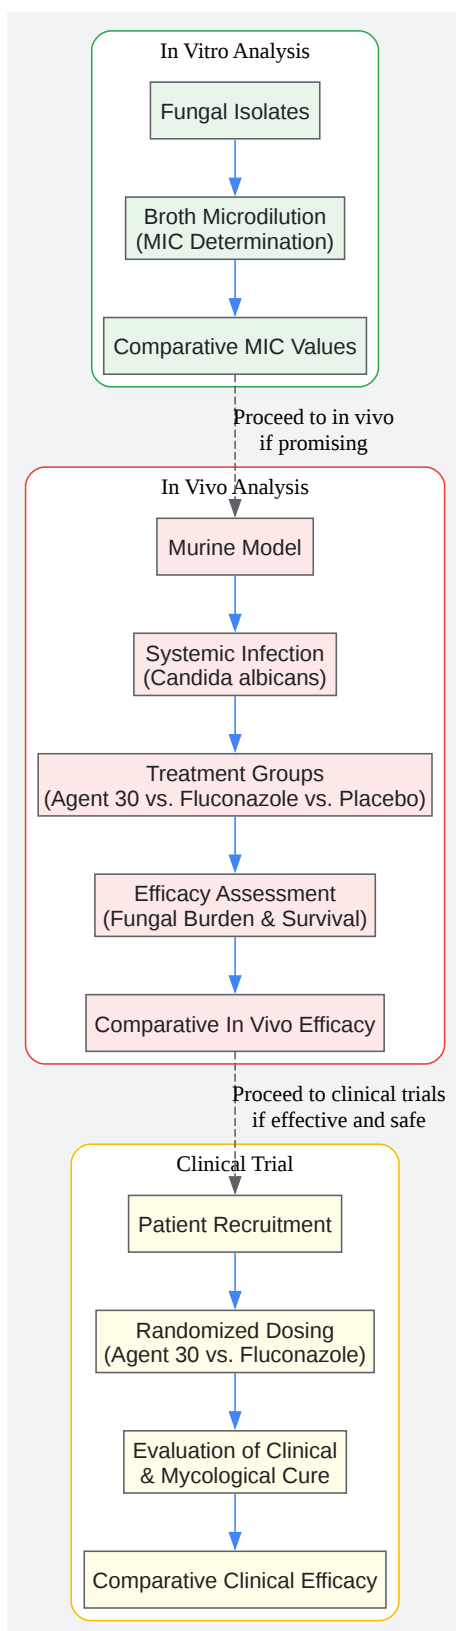 In Vitro Analysis
Fungal Isolates
Broth Microdilution
(MIC Determination)
Comparative MIC Values
Proceed to in vivo
if promising
In Vivo Analysis
Murine Model
Systemic Infection
(Candida albicans)
Treatment Groups
(Agent 30 vs. Fluconazole vs. Placebo)
Efficacy Assessment
(Fungal Burden & Survival)
Comparative In Vivo Efficacy
Proceed to clinical trials
if effective and safe
Clinical Trial
Patient Recruitment
Randomized Dosing
(Agent 30 vs. Fluconazole)
Evaluation of Clinical
& Mycological Cure
Comparative Clinical Efficacy